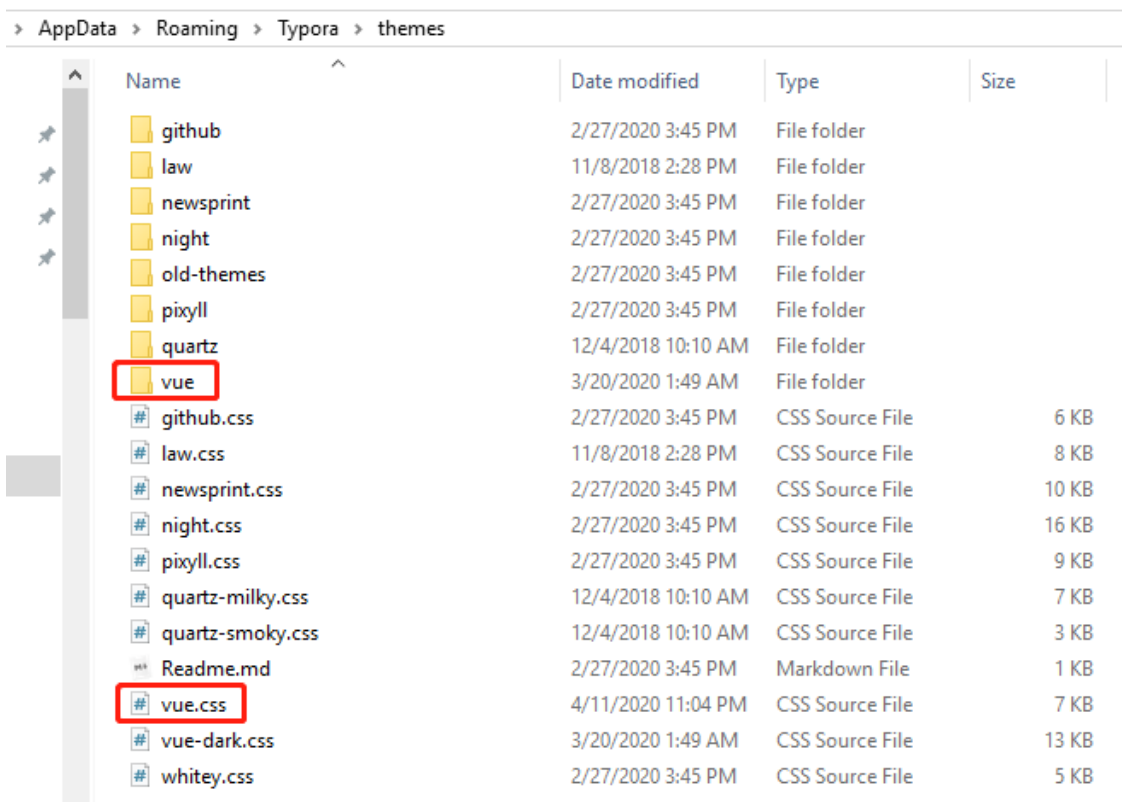 > AppData > Roaming > Typora > themes
Name Date modified Type Size
github 2/27/2020 3:45 PM File folder
law 11/8/2018 2:28 PM File folder
newsprint 2/27/2020 3:45 PM File folder
night 2/27/2020 3:45 PM File folder
old-themes 2/27/2020 3:45 PM File folder
pixyll 2/27/2020 3:45 PM File folder
quartz 12/4/2018 10:10 AM File folder
vue 3/20/2020 1:49 AM File folder
github.css 2/27/2020 3:45 PM CSS Source File 6 KB
law.css 11/8/2018 2:28 PM CSS Source File 8 KB
newsprint.css 2/27/2020 3:45 PM CSS Source File 10 KB
night.css 2/27/2020 3:45 PM CSS Source File 16 KB
pixyll.css 2/27/2020 3:45 PM CSS Source File 9 KB
quartz-milky.css 12/4/2018 10:10 AM CSS Source File 7 KB
quartz-smoky.css 12/4/2018 10:10 AM CSS Source File 3 KB
Readme.md 2/27/2020 3:45 PM Markdown File 1 KB
vue.css 4/11/2020 11:04 PM CSS Source File 7 KB
vue-dark.css 3/20/2020 1:49 AM CSS Source File 13 KB
whitey.css 2/27/2020 3:45 PM CSS Source File 5 KB